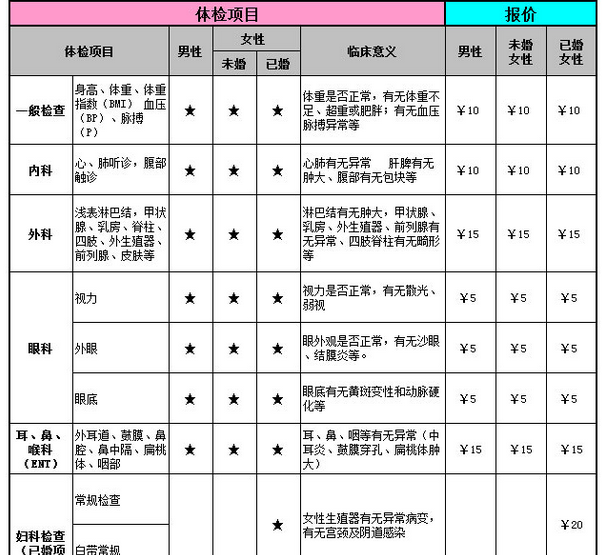 体检项目 报价
体检项目 男性 女性 临床意义 男性 未婚女性 已婚女性
未婚 已婚
一般检查 ★ ★ ★ ￥10 ￥10 ￥10
身高、体重、体重
指数（BMI） 血压
（BP）、脉搏
（P）
体重是否正常，有无体重不
足、超重或肥胖；有无血压
脉搏异常等
内科 ★ ★ ★ ￥10 ￥10 ￥10
心、肺听诊，腹部
触诊
心肺有无异常 肝脾有无
肿大、腹部有无包块等
外科 ★ ★ ★ ￥15 ￥15 ￥15
浅表淋巴结，甲状
腺、乳房、脊柱、
四肢、外生殖器、
前列腺、皮肤等
淋巴结有无肿大，甲状腺、
乳房、外生殖器、前列腺有
无异常、四肢脊柱有无畸形
等
眼科
视力 ★ ★ ★ ￥5 ￥5 ￥5
视力是否正常，有无散光、
弱视
外眼 ★ ★ ★ ￥5 ￥5 ￥5
眼外观是否正常，有无沙眼
、结膜炎等。
眼底 ★ ★ ★ ￥5 ￥5 ￥5
眼底有无黄斑变性和动脉硬
化等
耳、鼻、
喉科
（ENT） ★ ★ ★ ￥15 ￥15 ￥15
外耳道、鼓膜、鼻
腔、鼻中隔、扁桃
体、咽部
耳、鼻、咽等有无异常（中
耳炎、鼓膜穿孔、扁桃体肿
大）
妇科检查
（已婚项
常规检查
白带常规
★ ￥20
女性生殖器有无异常病变，
有无宫颈及阴道感染